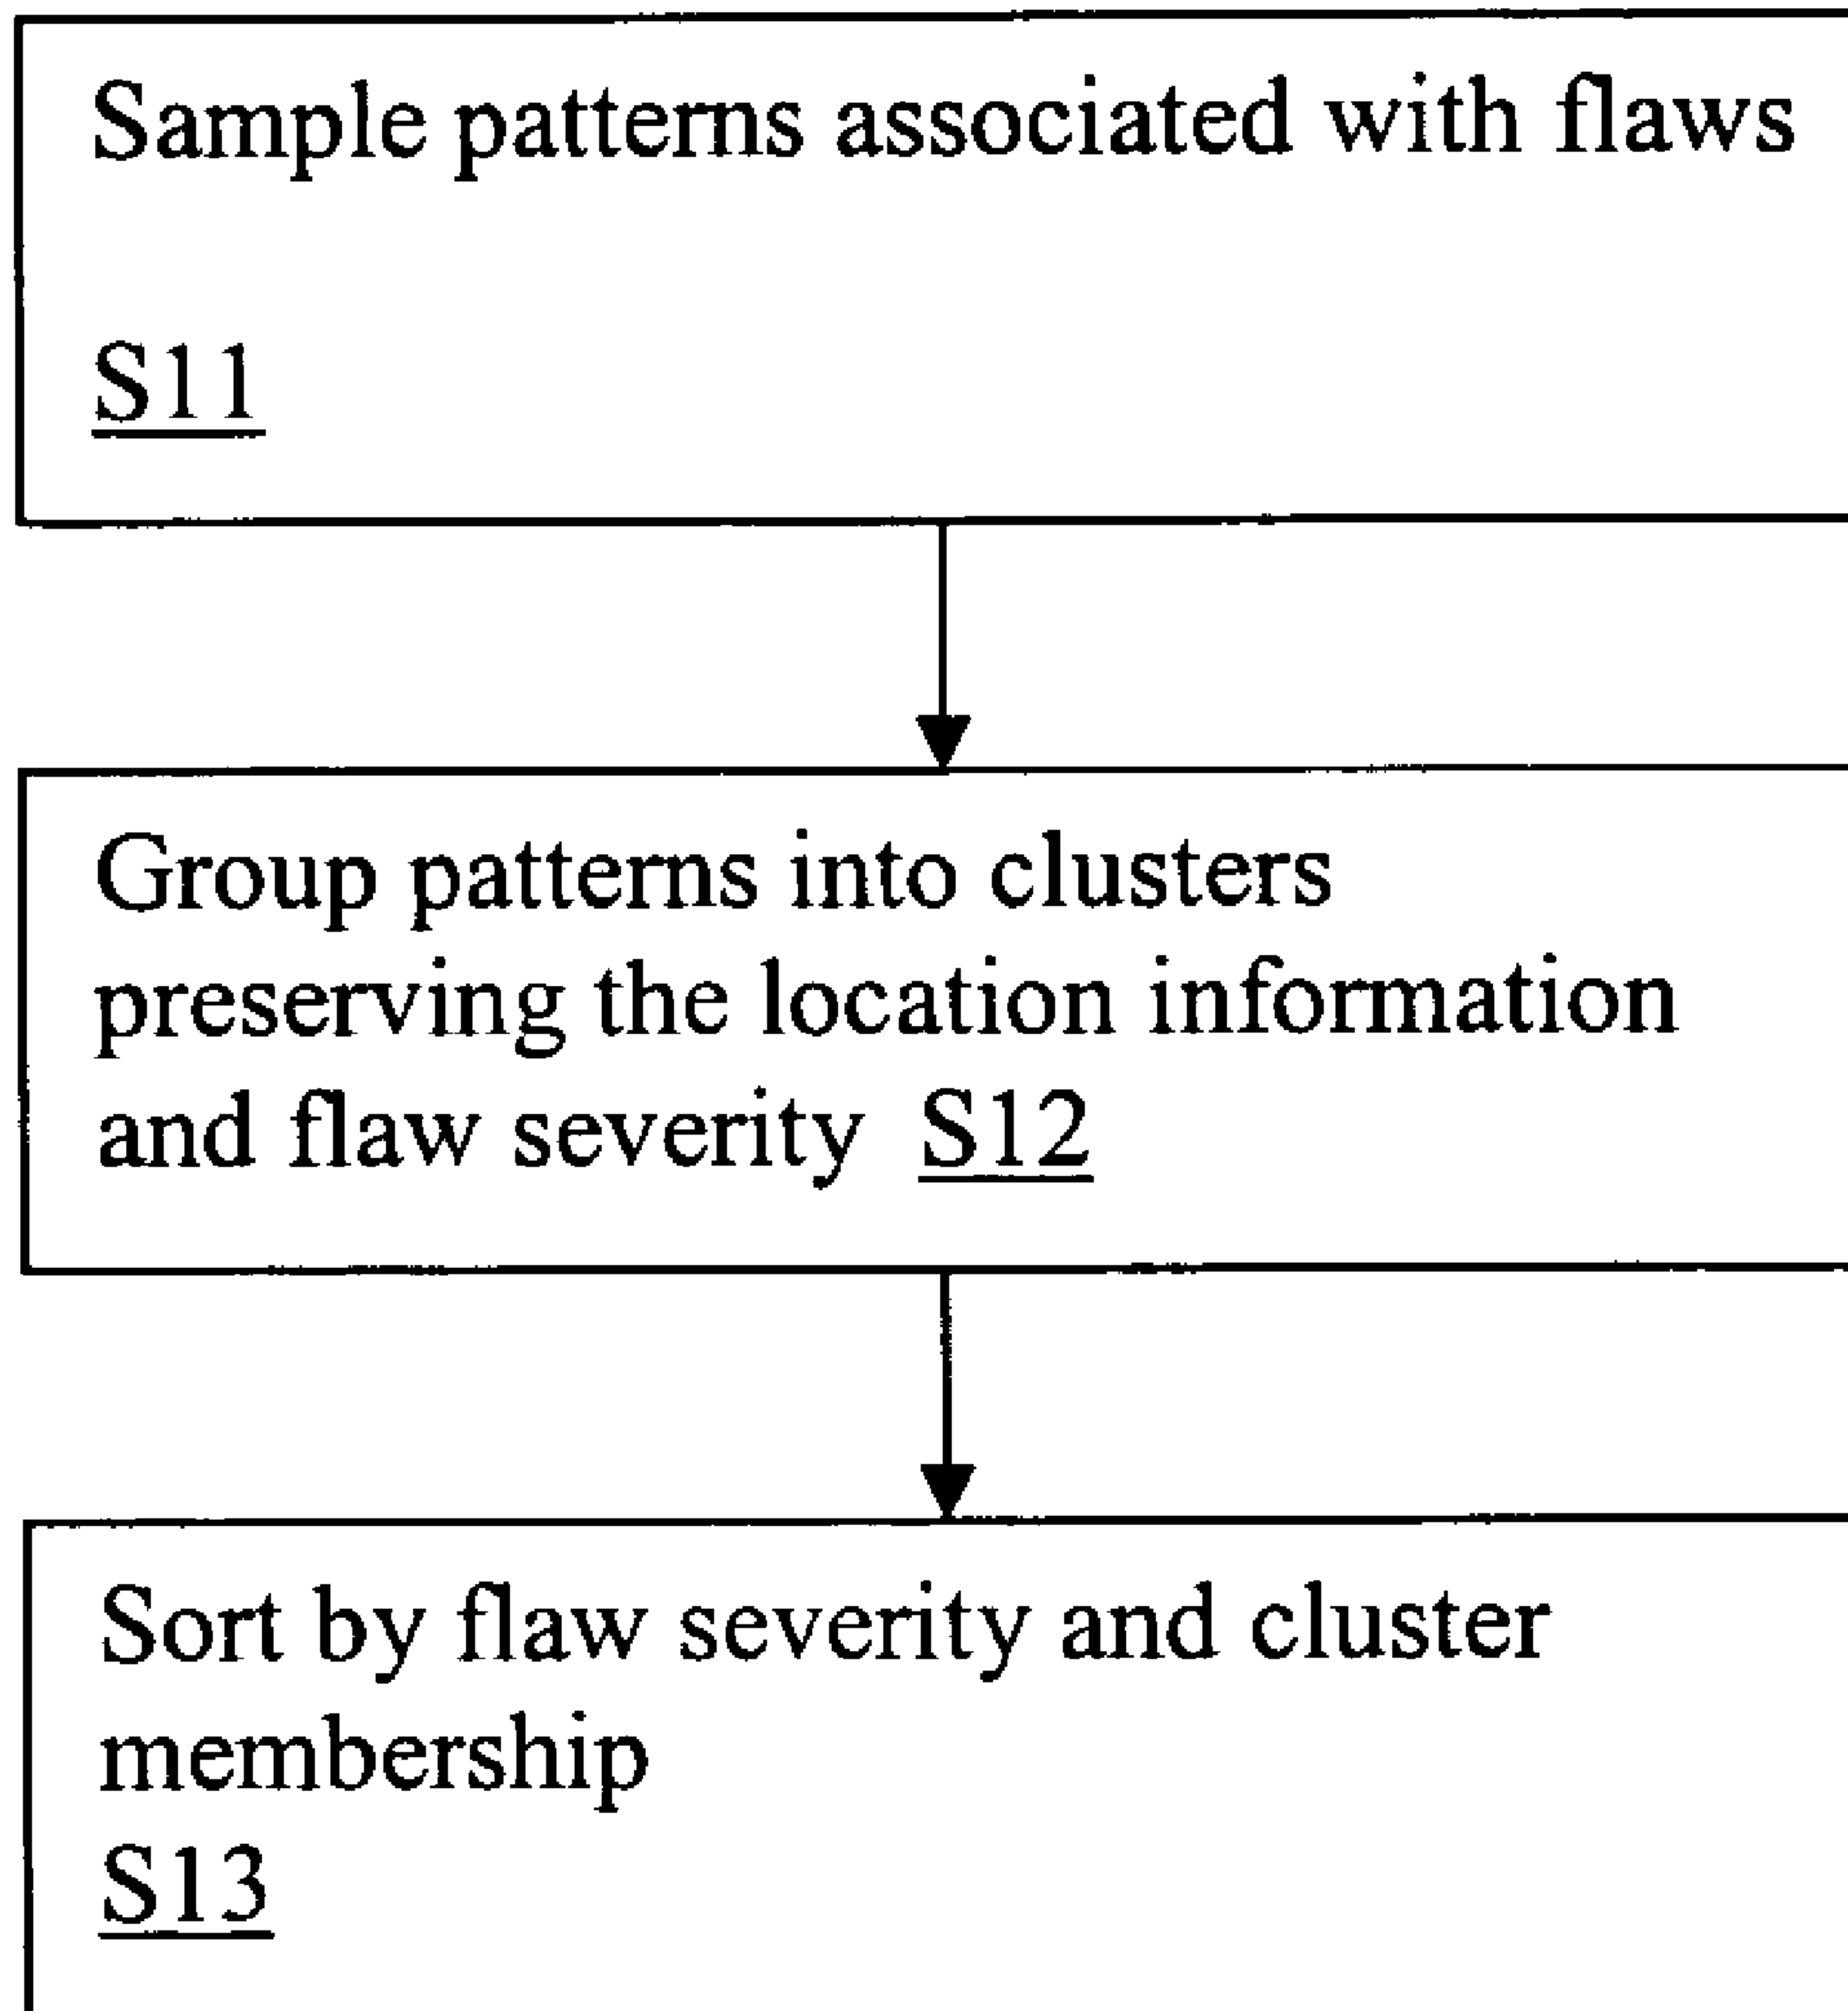 Sample patterns associated with flaws
S11
Group patterns into clusters
preserving the location information
and flaw severity S12
Sort by flaw severity and cluster
membership
S13